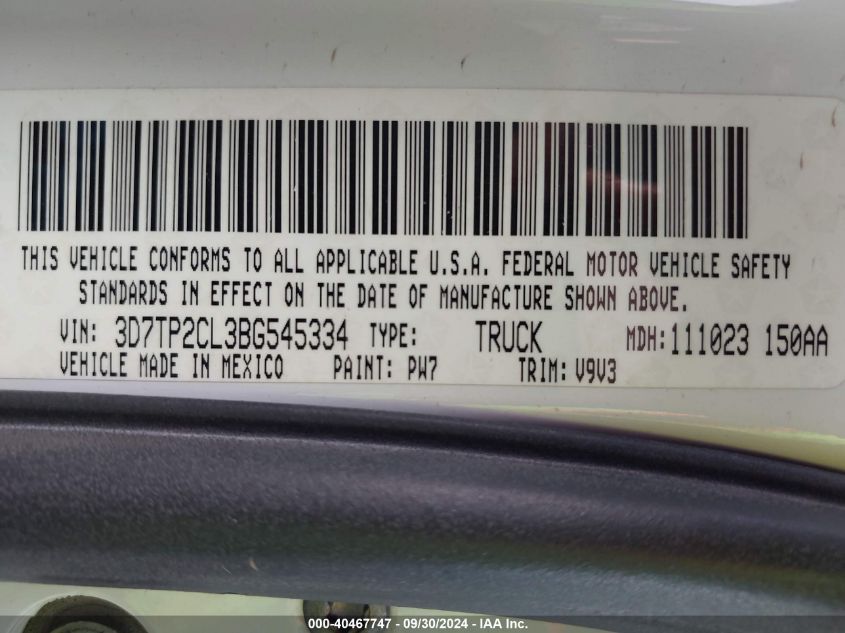 THIS VEHICLE CONFORMS TO ALL APPLICABLE U.S.A. FEDERAL MOTOR VEHICLE SAFETY
STANDARDS IN EFFECT ON THE DATE OF MANUFACTURE SHOWN ABOVE.
VIN: 3D7TP2CL3BG545334 TYPE: TRUCK MDH: 111023 150AA
VEHICLE MADE IN MEXICO PAINT: PW7 TRIM: V9V3
000-40467747 - 09/30/2024 - IAA Inc.